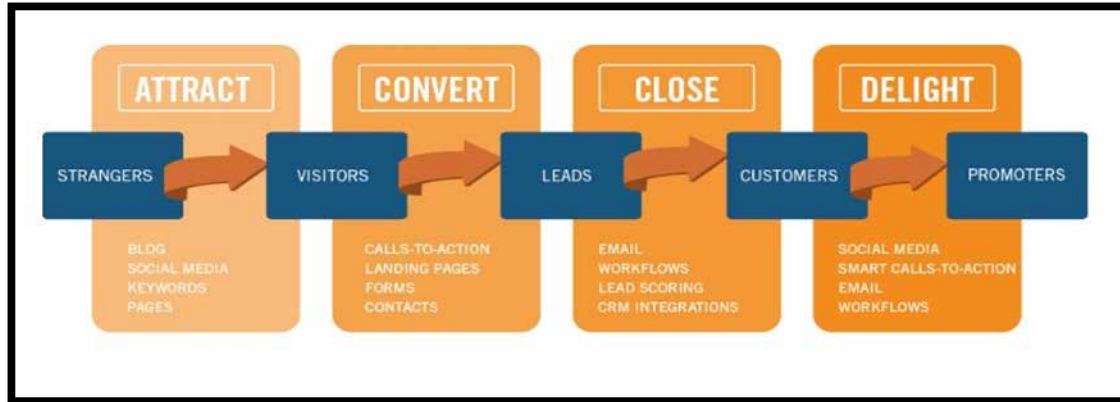 ATTRACT
CONVERT
CLOSE
DELIGHT
STRANGERS
VISITORS
LEADS
CUSTOMERS
PROMOTERS
BLOG
SOCIAL MEDIA
KEYWORDS
PAGES
CALLS-TO-ACTION
LANDING PAGES
FORMS
CONTACTS
EMAIL
WORKFLOWS
LEAD SCORING
CRM INTEGRATIONS
SOCIAL MEDIA
SMART CALLS-TO-ACTION
EMAIL
WORKFLOWS